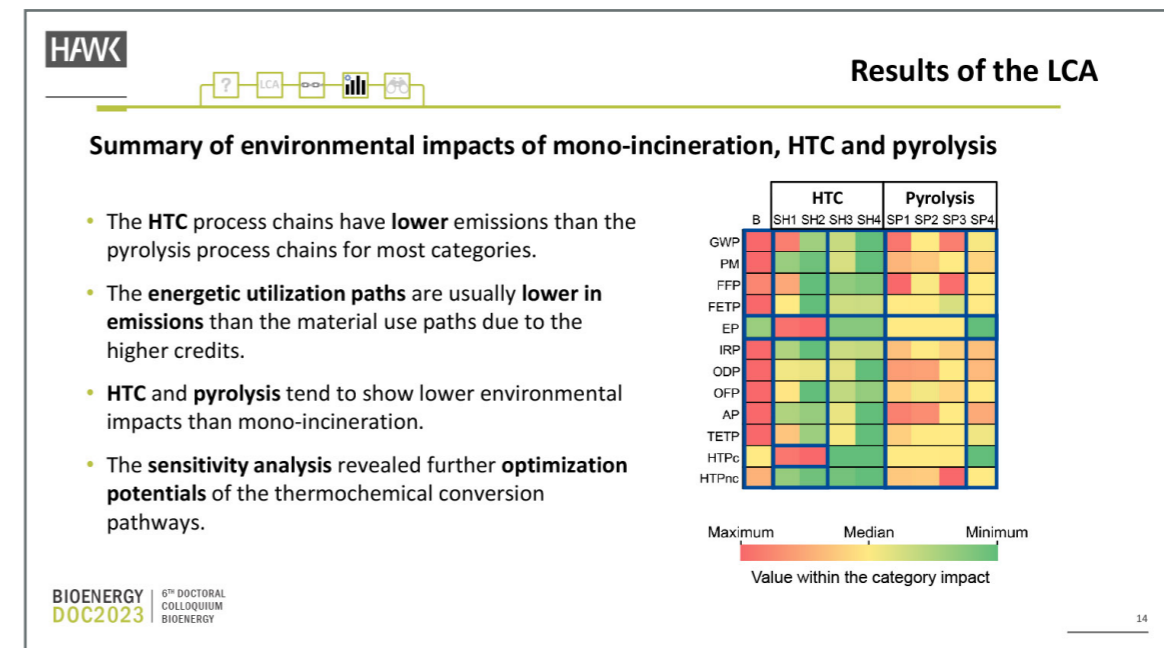 HAWK
? LCA
Results of the LCA
Summary of environmental impacts of mono-incineration, HTC and pyrolysis
• The HTC process chains have lower emissions than the
pyrolysis process chains for most categories.
• The energetic utilization paths are usually lower in
emissions than the material use paths due to the
higher credits.
• HTC and pyrolysis tend to show lower environmental
impacts than mono-incineration.
• The sensitivity analysis revealed further optimization
potentials of the thermochemical conversion
pathways.
HTC Pyrolysis
B SH1 SH2 SH3 SH4 SP1 SP2 SP3 SP4
GWP
PM
FFP
FETP
EP
IRP
ODP
OFP
AP
TETP
HTPc
HTPnc
Maximum Median Minimum
Value within the category impact
BIOENERGY
DOC2023
6TH DOCTORAL
COLLOQUIUM
BIOENERGY
14